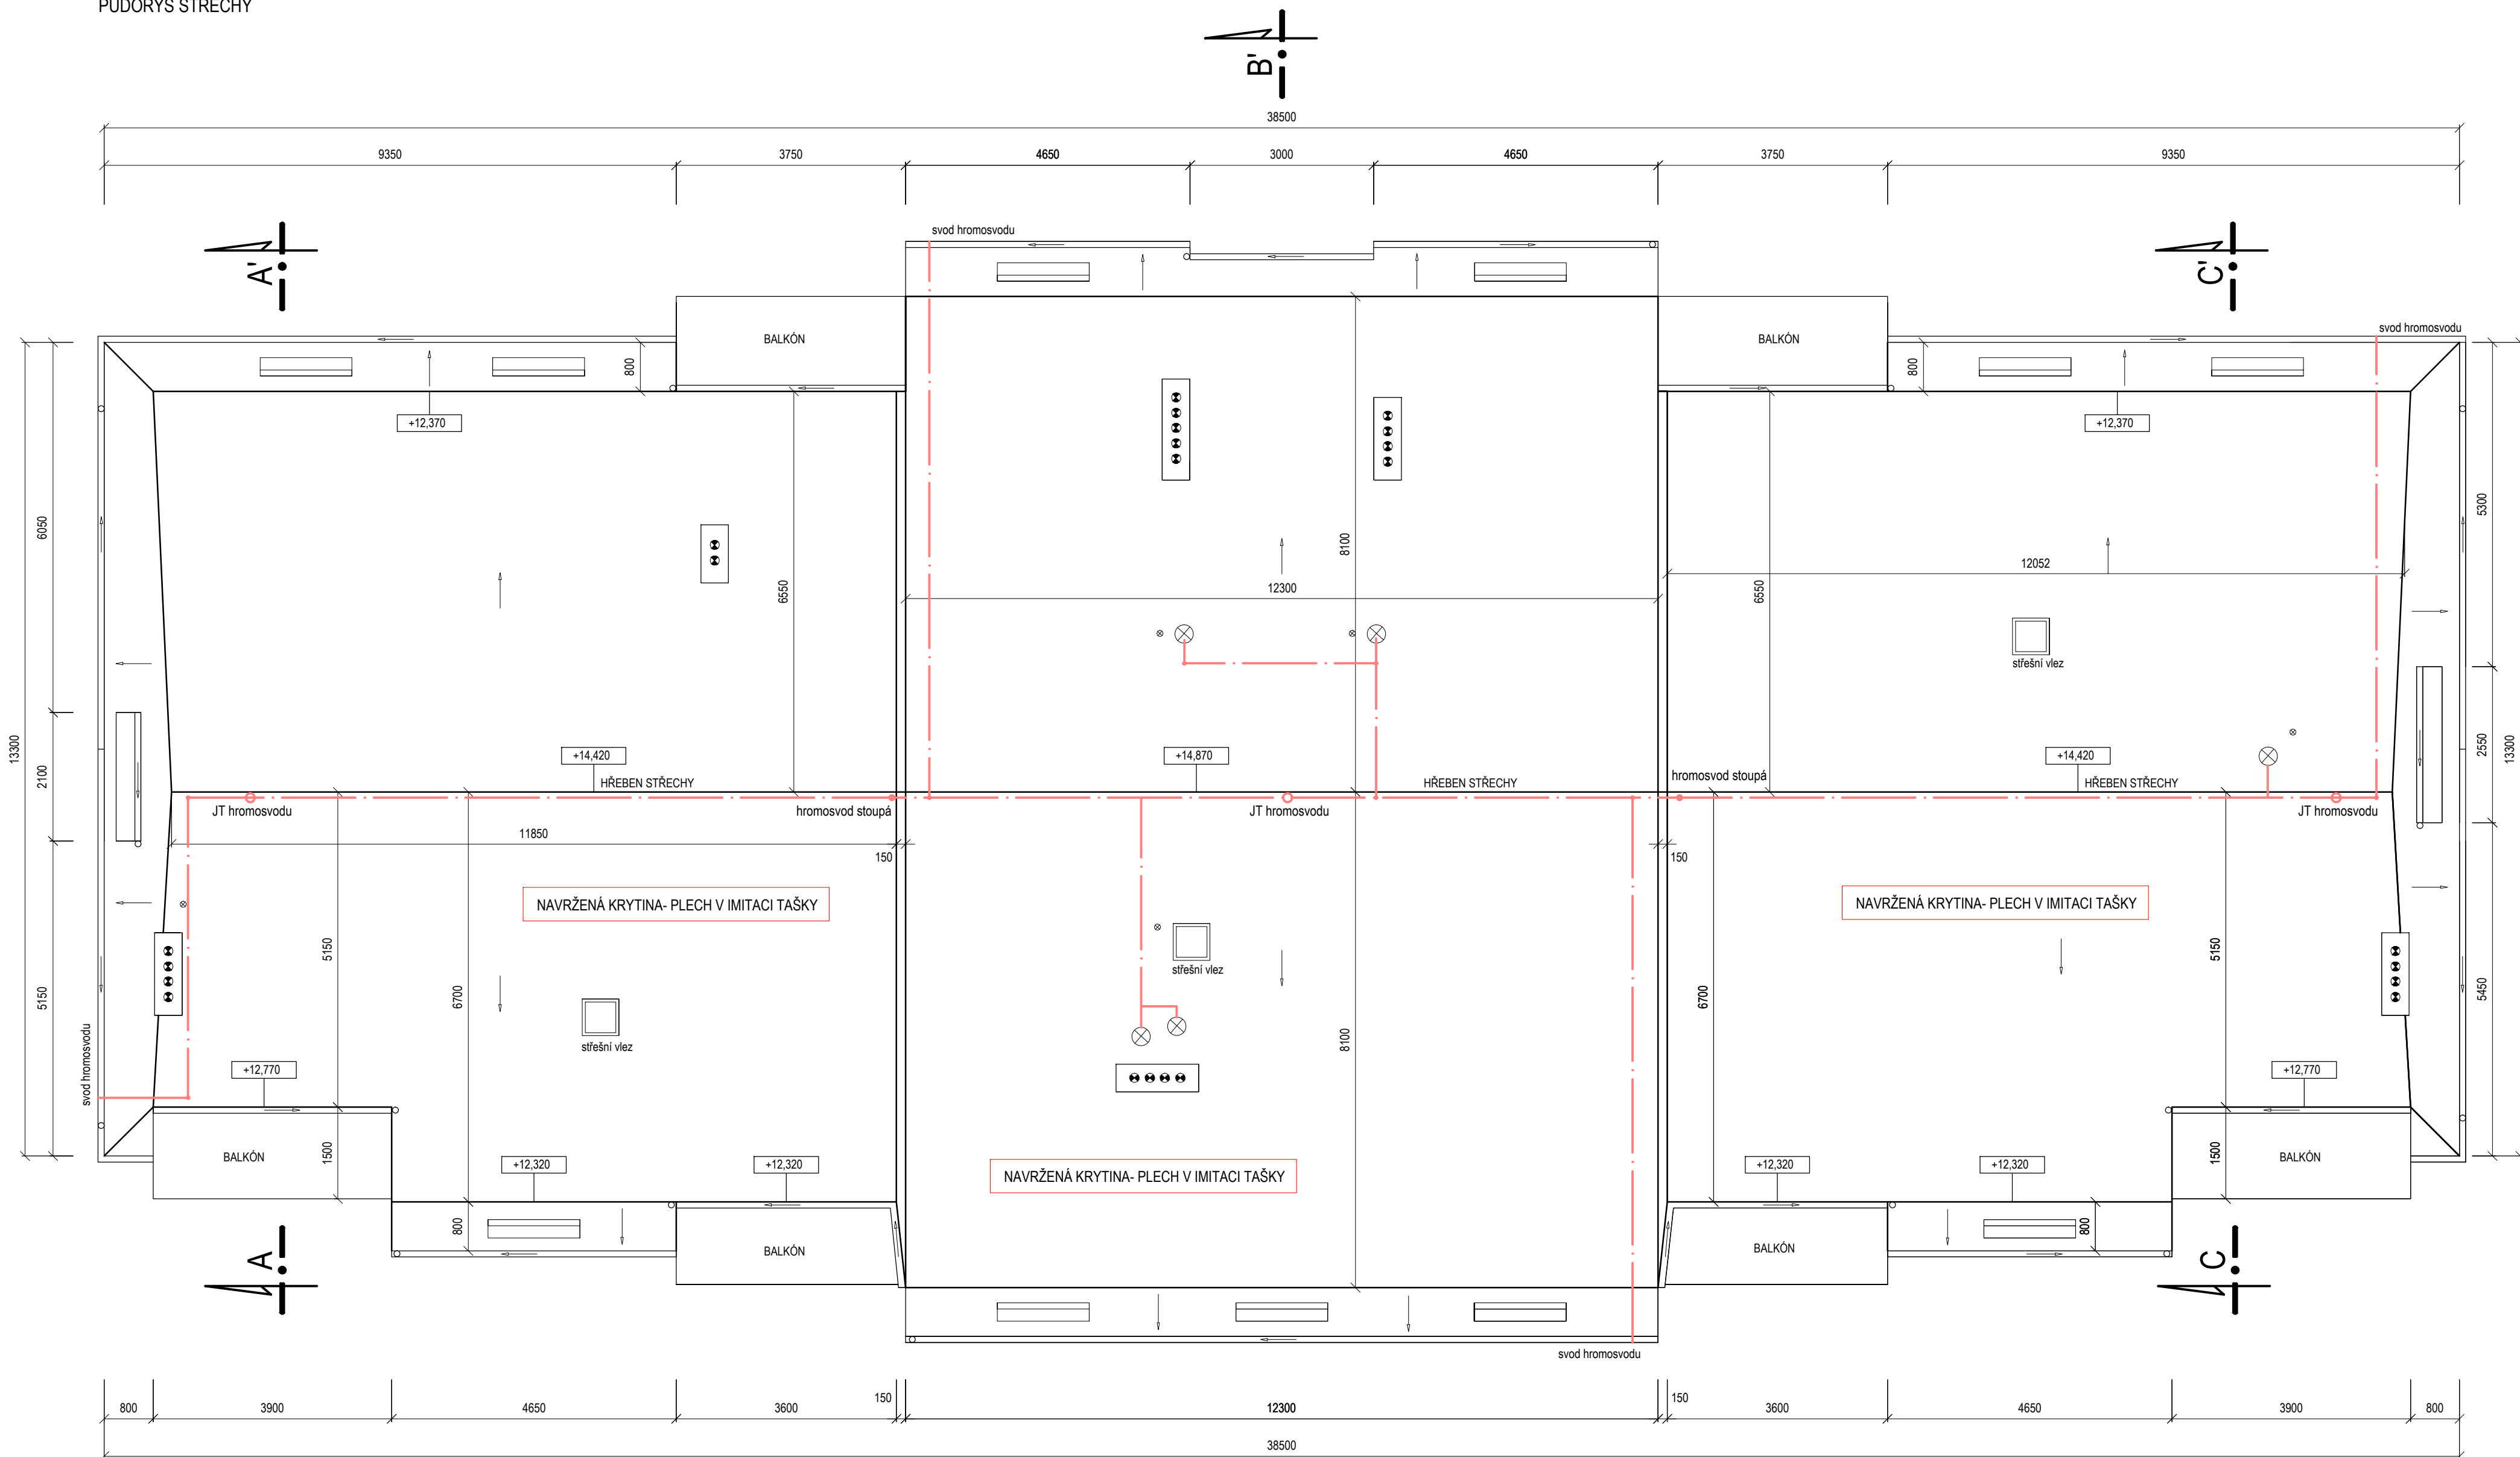 PŮDORYS STŘECHY
B'
38500
9350
3750
4650
3000
4650
3750
9350
A'
svod hromosvodu
C'
svod hromosvodu
BALKÓN
BALKÓN
800
800
+12,370
+12,370
6050
5300
8100
6550
12300
6550
12052
střešní vlez
13300
2100
2550
13300
+14,420
HŘEBEN STŘECHY
+14,870
HŘEBEN STŘECHY
hromosvod stoupá
+14,420
HŘEBEN STŘECHY
JT hromosvodu
hromosvod stoupá
JT hromosvodu
JT hromosvodu
11850
150
150
NAVRŽENÁ KRYTINA- PLECH V IMITACI TAŠKY
NAVRŽENÁ KRYTINA- PLECH V IMITACI TAŠKY
5150
5150
střešní vlez
5150
6700
6700
5450
střešní vlez
8100
svod hromosvodu
+12,770
+12,770
BALKÓN
1500
+12,320
+12,320
NAVRŽENÁ KRYTINA- PLECH V IMITACI TAŠKY
+12,320
+12,320
1500
BALKÓN
800
BALKÓN
BALKÓN
800
A
C
svod hromosvodu
800
3900
4650
3600
150
12300
150
3600
4650
3900
800
38500